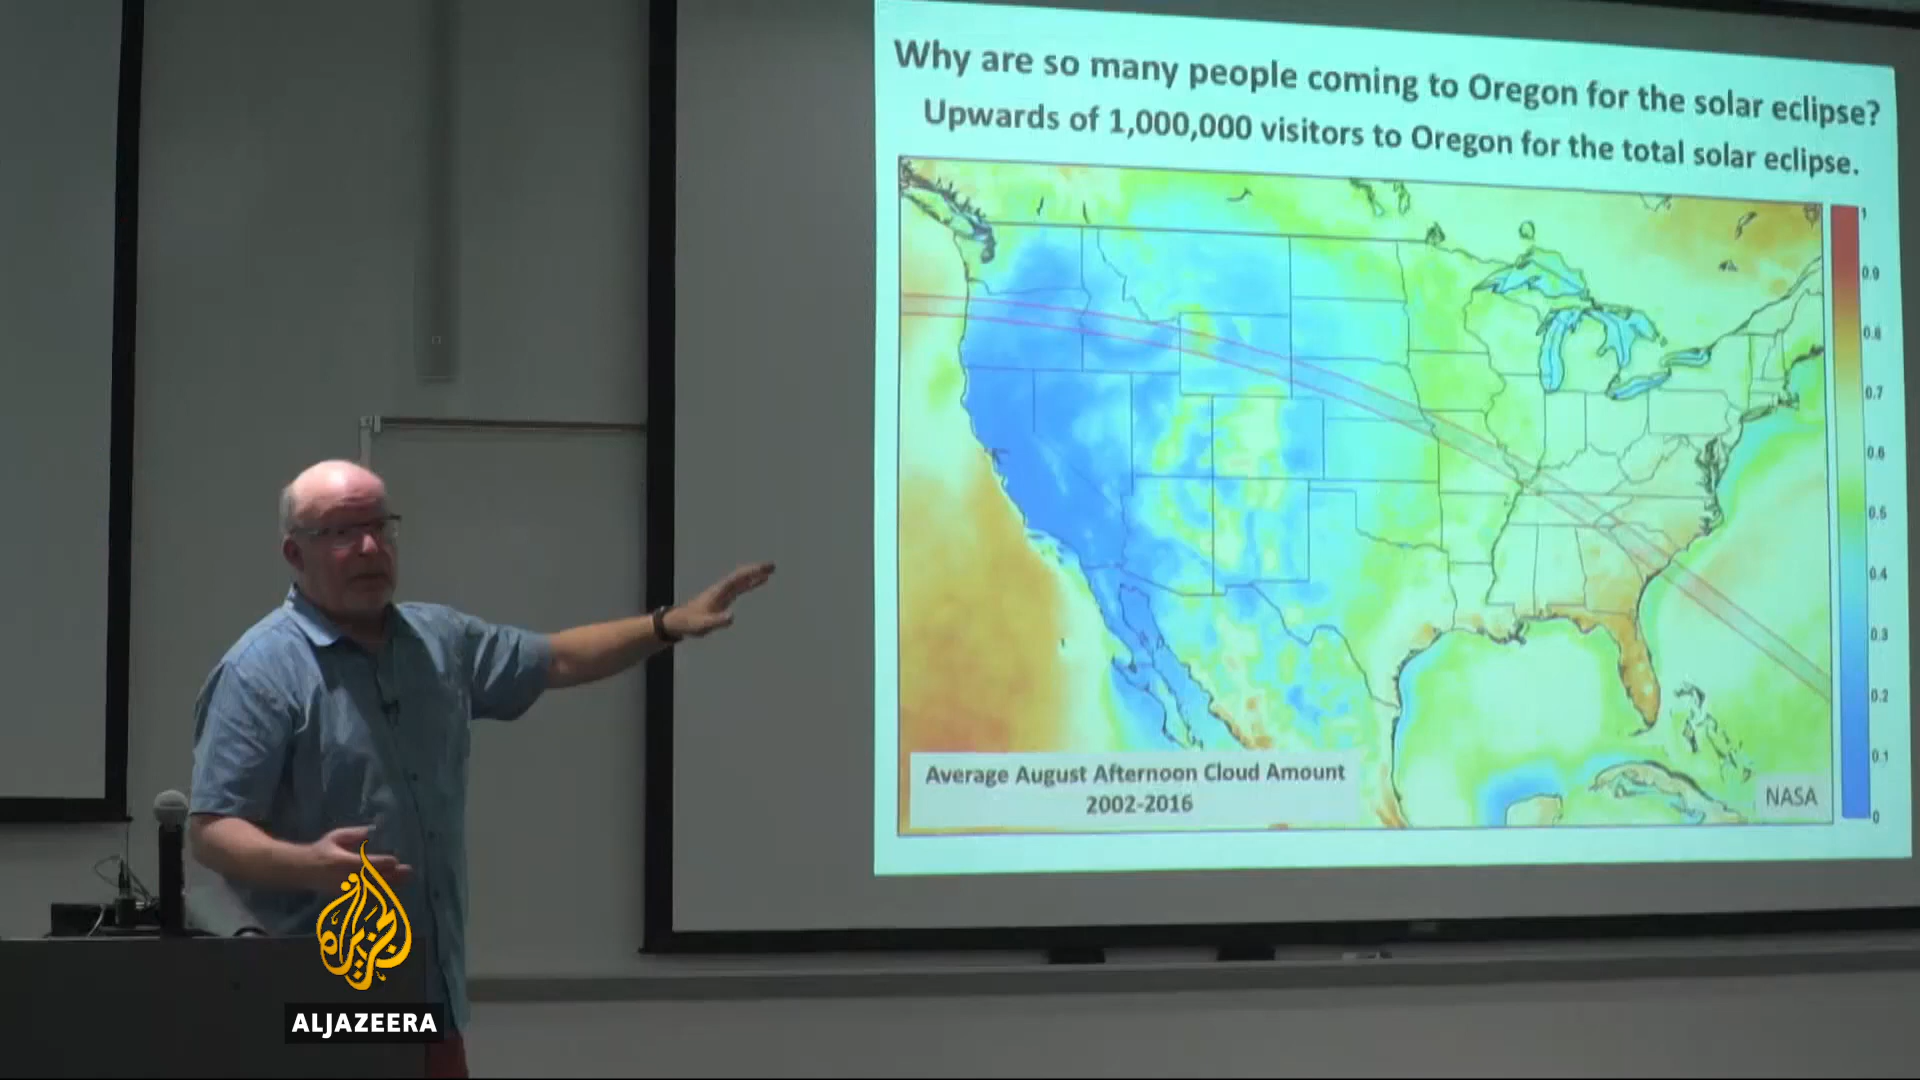 Why are so many people coming to Oregon for the solar eclipse?
Upwards of 1,000,000 visitors to Oregon for the total solar eclipse.
1
0.9
0.8
0.7
0.6
0.5
0.4
0.3
0.2
0.1
0
Average August Afternoon Cloud Amount
2002-2016
NASA
الجزيرة
ALJAZEERA